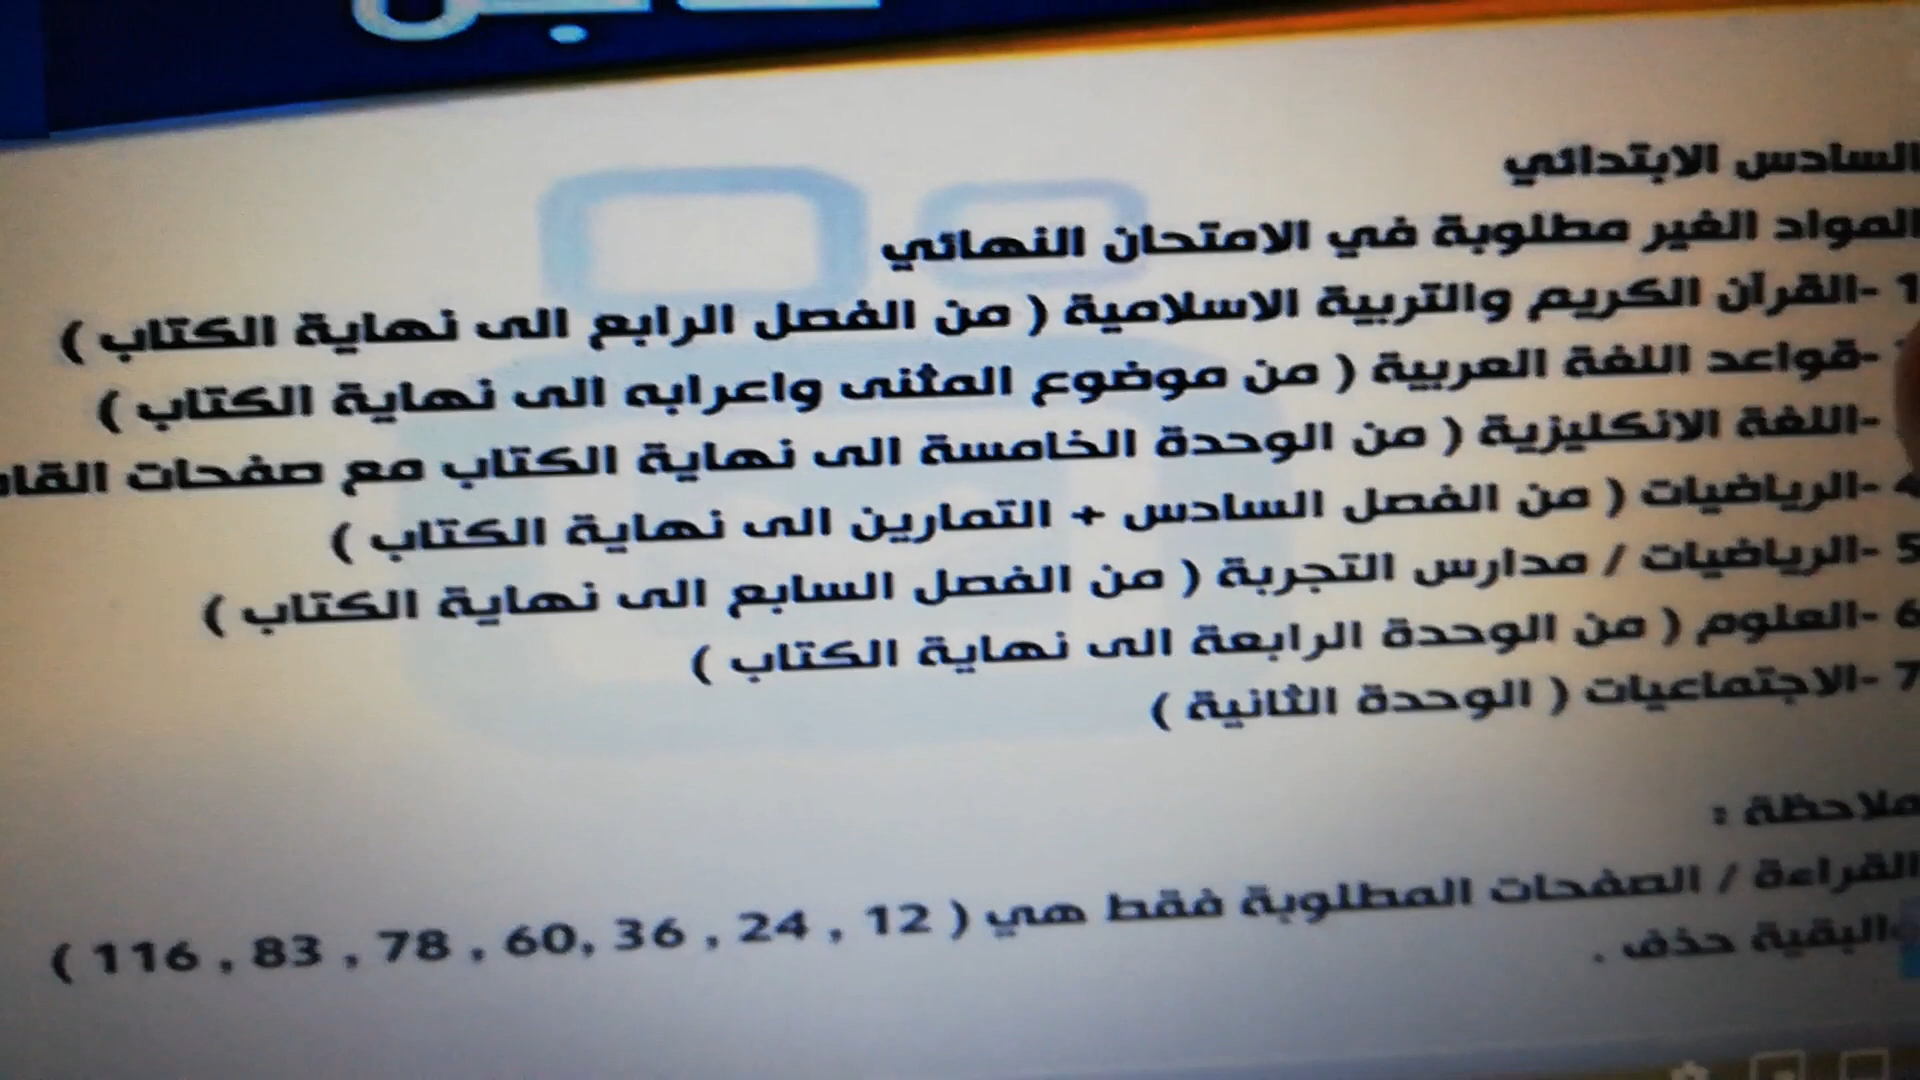 السادس الابتدائي
المواد الغير مطلوبة في الامتحان النهائي
1 -القرآن الكريم والتربية الاسلامية ( من الفصل الرابع الى نهاية الكتاب )
-قواعد اللغة العربية ( من موضوع المثنى واعرابه الى نهاية الكتاب )
-اللغة الانكليزية ( من الوحدة الخامسة الى نهاية الكتاب مع صفحات
4 -الرياضيات ( من الفصل السادس + التمارين الى نهاية الكتاب )
5 -الرياضيات / مدارس التجربة ( من الفصل السابع الى نهاية الكتاب )
6 -العلوم ( من الوحدة الرابعة الى نهاية الكتاب )
7 -الاجتماعيات ( الوحدة الثانية )
ملاحظة :
القراءة / الصفحات المطلوبة فقط هي ( 12 , 24 , 36 ,60 , 78 , 83 , 116 )
والبقية حذف .